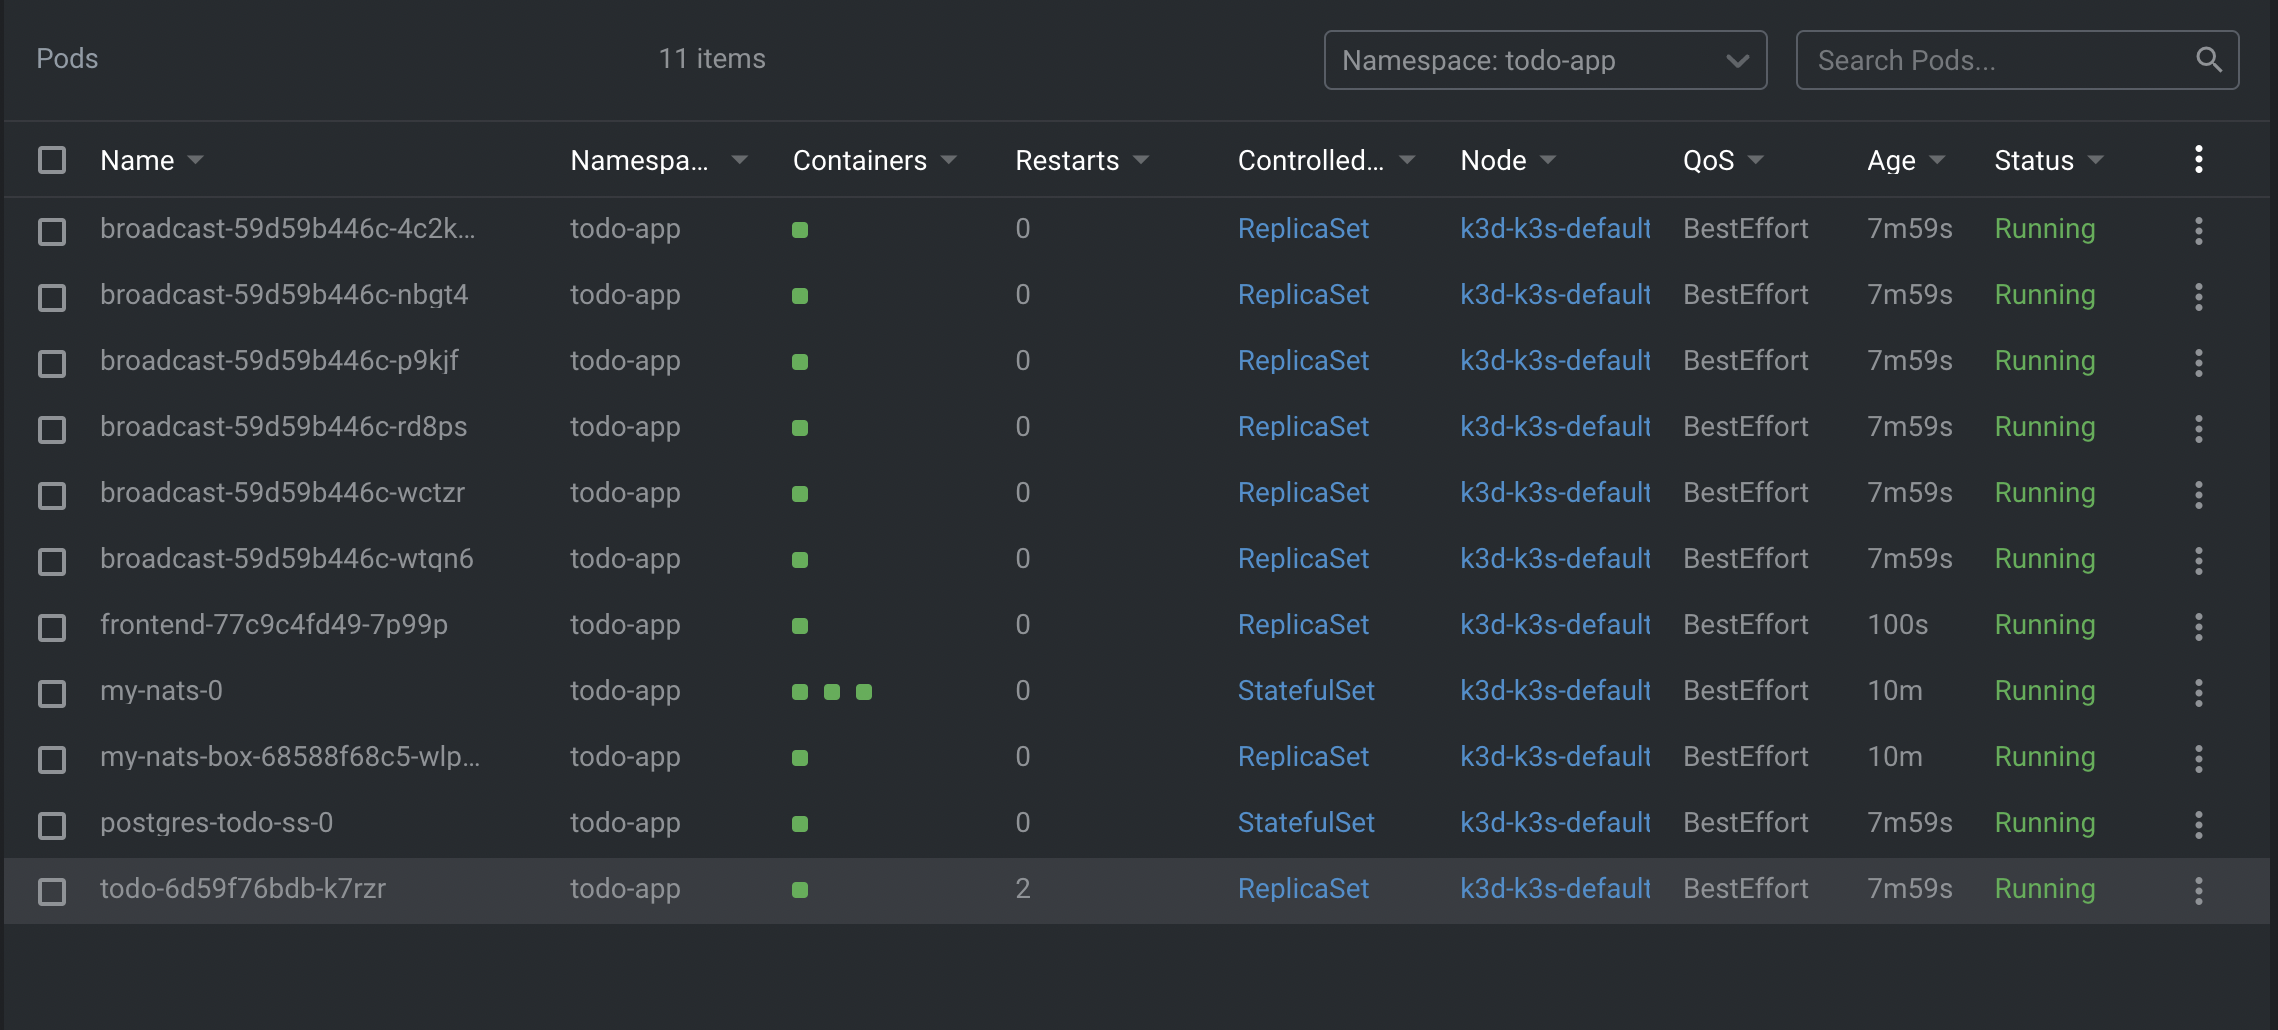 Pods 11 items Namespace: todo-app Search Pods...
Name Namespa... Containers Restarts Controlled... Node QoS Age Status
broadcast-59d59b446c-4c2k... todo-app 0 ReplicaSet k3d-k3s-default BestEffort 7m59s Running
broadcast-59d59b446c-nbgt4 todo-app 0 ReplicaSet k3d-k3s-default BestEffort 7m59s Running
broadcast-59d59b446c-p9kjf todo-app 0 ReplicaSet k3d-k3s-default BestEffort 7m59s Running
broadcast-59d59b446c-rd8ps todo-app 0 ReplicaSet k3d-k3s-default BestEffort 7m59s Running
broadcast-59d59b446c-wctzr todo-app 0 ReplicaSet k3d-k3s-default BestEffort 7m59s Running
broadcast-59d59b446c-wtqn6 todo-app 0 ReplicaSet k3d-k3s-default BestEffort 7m59s Running
frontend-77c9c4fd49-7p99p todo-app 0 ReplicaSet k3d-k3s-default BestEffort 100s Running
my-nats-0 todo-app 0 StatefulSet k3d-k3s-default BestEffort 10m Running
my-nats-box-68588f68c5-wlp... todo-app 0 ReplicaSet k3d-k3s-default BestEffort 10m Running
postgres-todo-ss-0 todo-app 0 StatefulSet k3d-k3s-default BestEffort 7m59s Running
todo-6d59f76bdb-k7rzr todo-app 2 ReplicaSet k3d-k3s-default BestEffort 7m59s Running